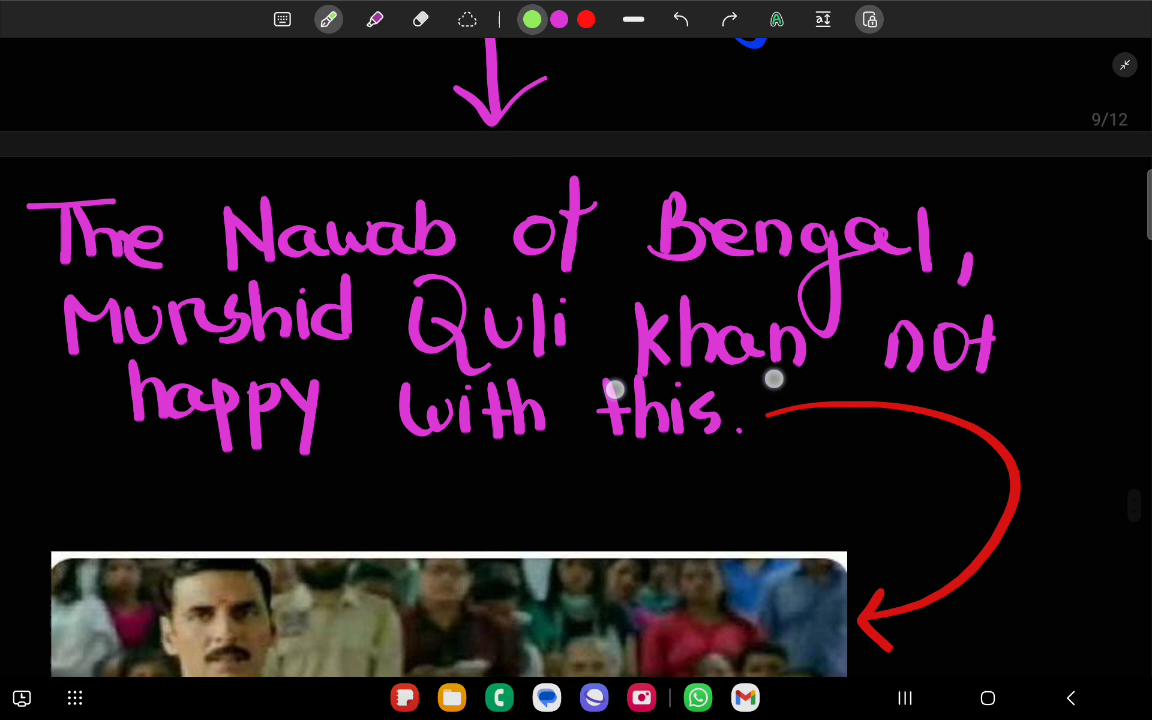 9/12
The Nawab of Bengal,
Murshid Quli Khan not
happy with this.